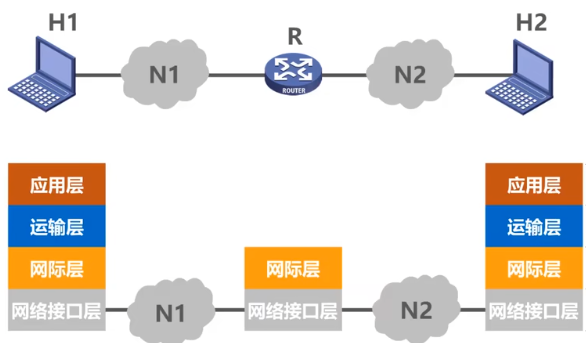 H1
R
H2
N1
N2
ROUTER
应用层
应用层
运输层
运输层
网际层
网际层
网际层
网络接口层
N1
网络接口层
N2
网络接口层